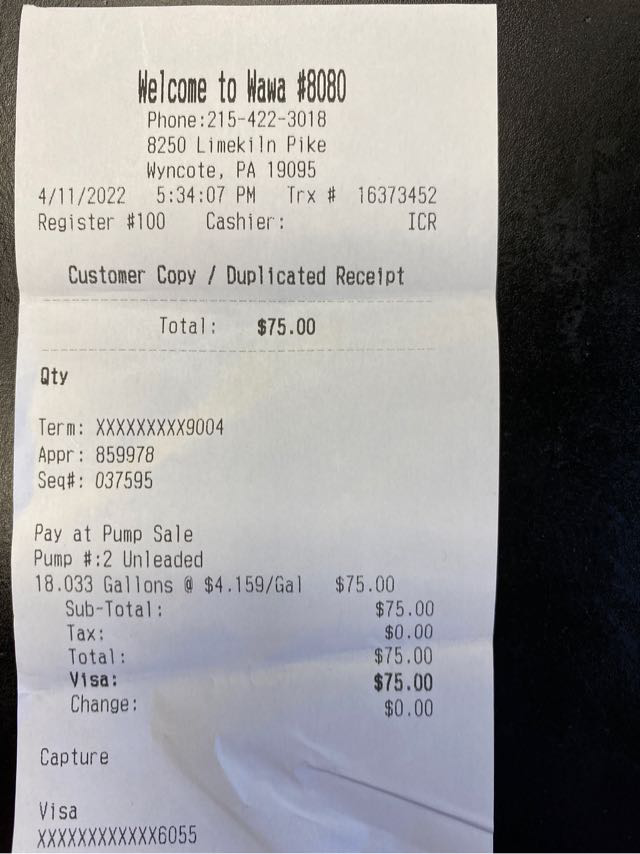 Welcome to Wawa #8080
Phone:215-422-3018
8250 Limekiln Pike
Wyncote, PA 19095
4/11/2022 5:34:07 PM Trx # 16373452
Register #100 Cashier: ICR
Customer Copy / Duplicated Receipt
Total: $75.00
Qty
Term: XXXXXXXXX9004
Appr: 859978
Seq#: 037595
Pay at Pump Sale
Pump #:2 Unleaded
18.033 Gallons @ $4.159/Gal $75.00
Sub-Total: $75.00
Tax: $0.00
Total: $75.00
Visa: $75.00
Change: $0.00
Capture
Visa
XXXXXXXXXXXX6055